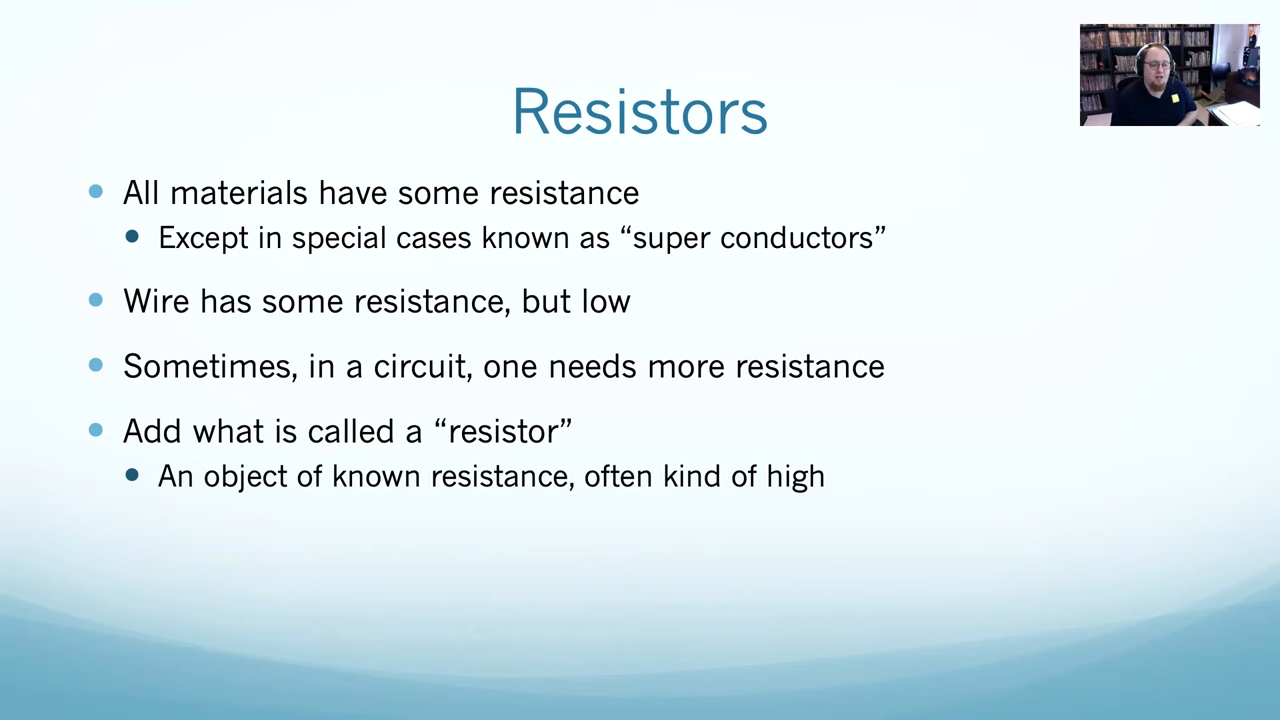 Resistors
All materials have some resistance
Except in special cases known as “super conductors”
Wire has some resistance, but low
Sometimes, in a circuit, one needs more resistance
Add what is called a “resistor”
An object of known resistance, often kind of high